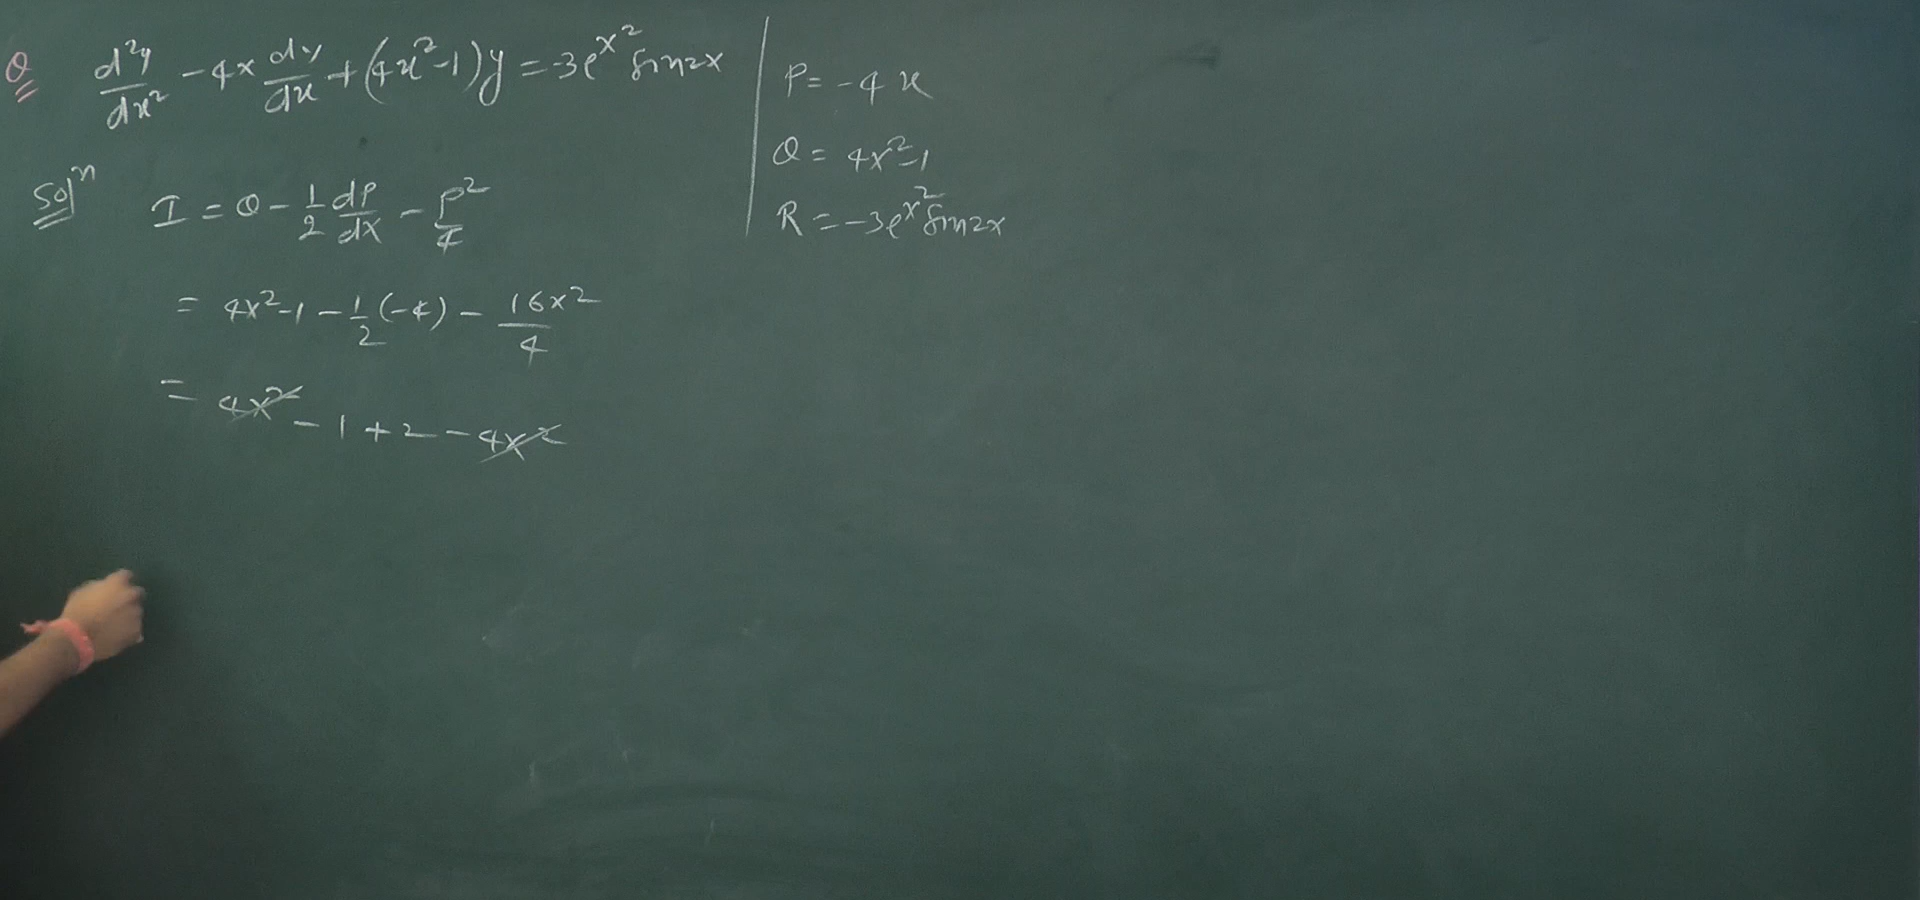 Q d²y/dx² - 4x dy/dx + (4x²-1)y = -3e^x² sin2x
P = -4x
Q = 4x²-1
R = -3e^x² sin2x
Solⁿ I = Q - 1/2 dP/dx - P²/4
= 4x²-1 - 1/2 (-4) - 16x²/4
= 4x² - 1 + 2 - 4x²